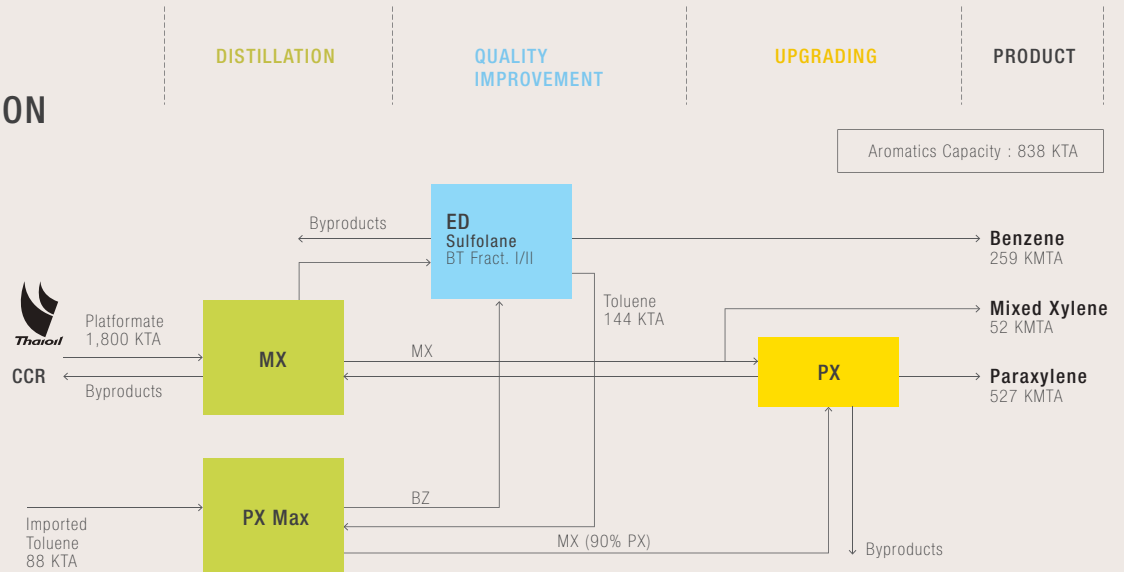 DISTILLATION
QUALITY
IMPROVEMENT
UPGRADING
PRODUCT
ON
Aromatics Capacity : 838 KTA
Byproducts
ED
Sulfolane
BT Fract. I/II
Benzene
259 KMTA
Thaioil
Platformate
1,800 KTA
CCR
Byproducts
MX
MX
Toluene
144 KTA
Mixed Xylene
52 KMTA
PX
Paraxylene
527 KMTA
Imported
Toluene
88 KTA
PX Max
BZ
MX (90% PX)
Byproducts